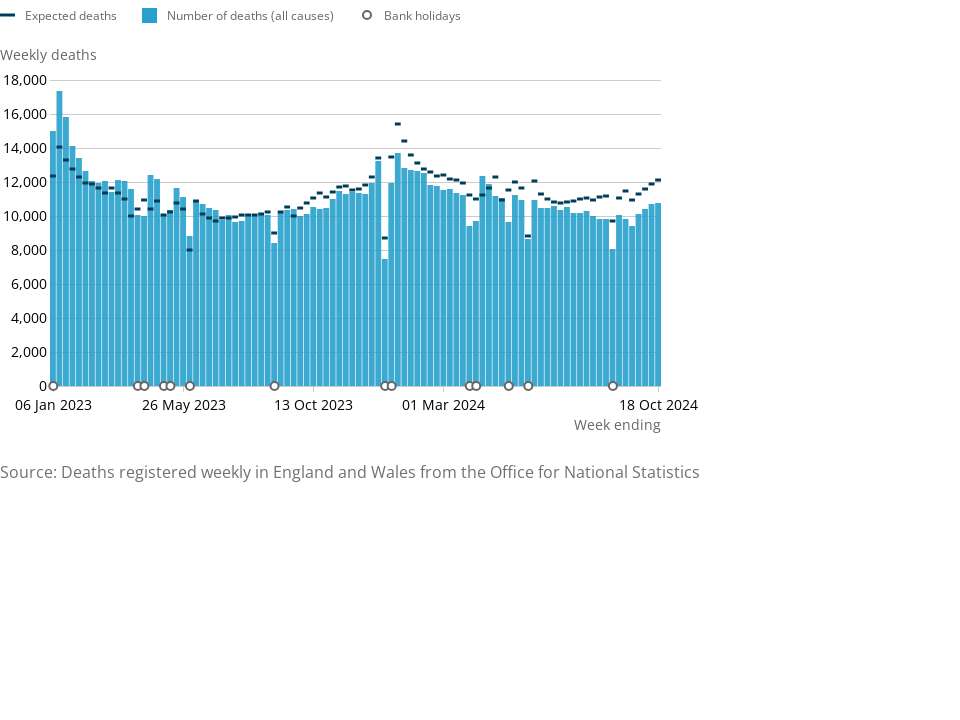 Expected deaths Number of deaths (all causes) Bank holidays
Weekly deaths
18,000
16,000
14,000
12,000
10,000
8,000
6,000
4,000
2,000
0
06 Jan 2023 26 May 2023 13 Oct 2023 01 Mar 2024 18 Oct 2024
Week ending
Source: Deaths registered weekly in England and Wales from the Office for National Statistics